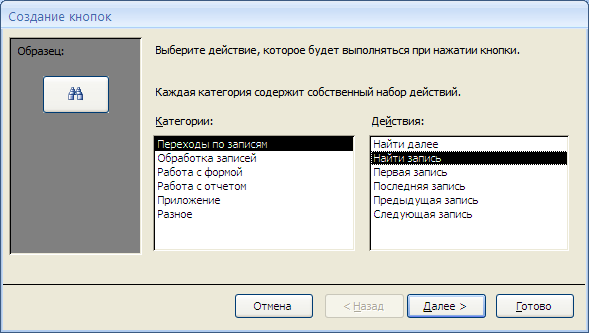 Создание кнопок
Образец:
Выберите действие, которое будет выполняться при нажатии кнопки.
Каждая категория содержит собственный набор действий.
Категории:
Переходы по записям
Обработка записей
Работа с формой
Работа с отчетом
Приложение
Разное
Действия:
Найти далее
Найти запись
Первая запись
Последняя запись
Предыдущая запись
Следующая запись
Отмена
< Назад
Далее >
Готово